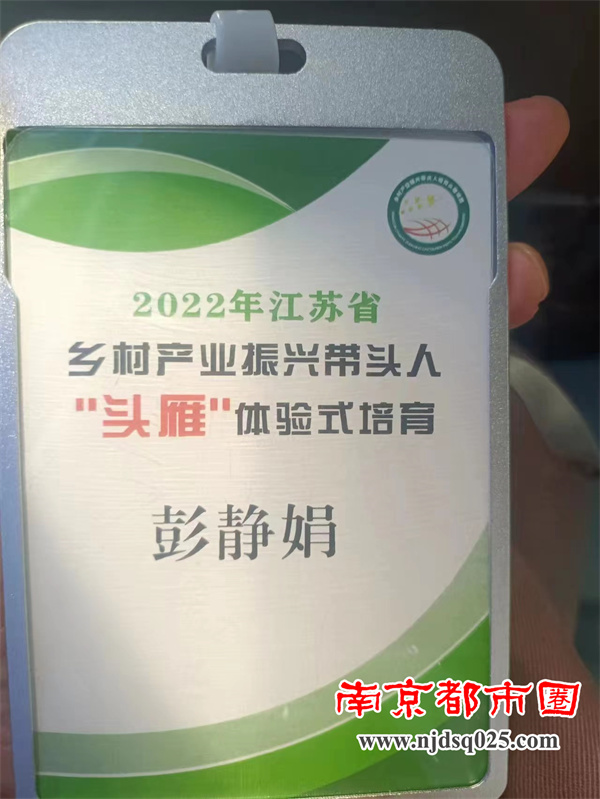 2022年江苏省
乡村产业振兴带头人
"头雁"体验式培育
彭静娟
南京都市圈
www.njdsq025.com